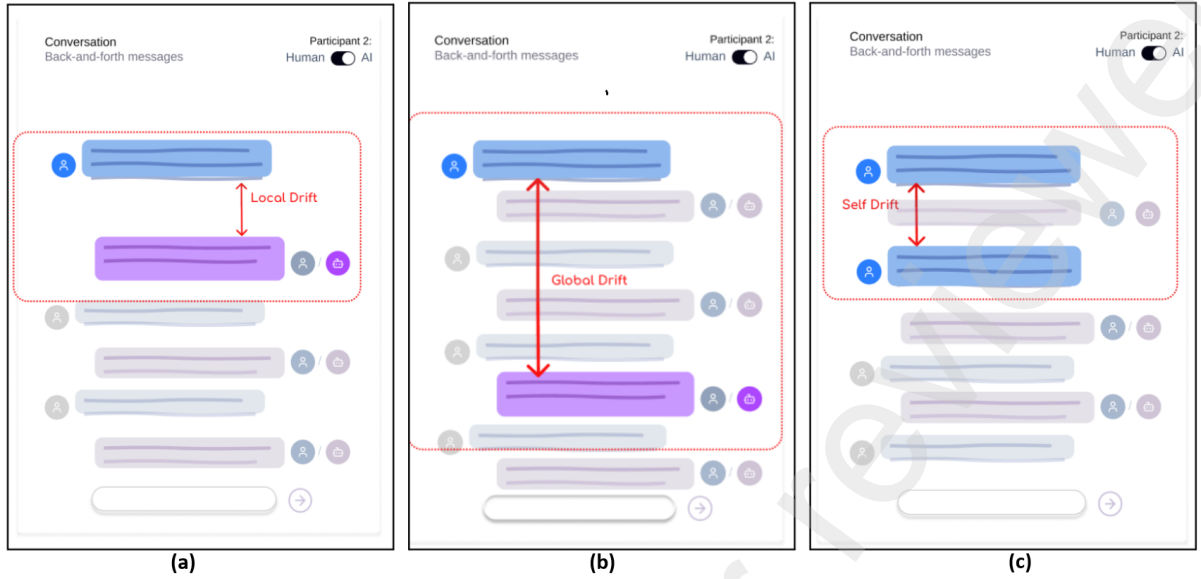 Conversation
Back-and-forth messages
Participant 2:
Human AI
Local Drift
/
/
/
(a)
Conversation
Back-and-forth messages
Participant 2:
Human AI
/
Global Drift
/
/
/
(b)
Conversation
Back-and-forth messages
Participant 2:
Human AI
Self Drift
/
/
/
(c)
r reviewe